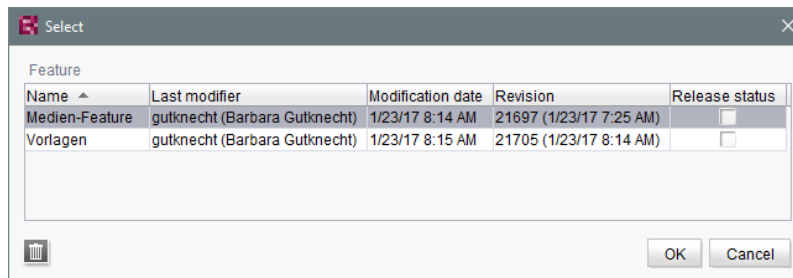 Select
Feature
Name Last modifier Modification date Revision Release status
Medien-Feature gutknecht (Barbara Gutknecht) 1/23/17 8:14 AM 21697 (1/23/17 7:25 AM)
Vorlagen gutknecht (Barbara Gutknecht) 1/23/17 8:15 AM 21705 (1/23/17 8:14 AM)
OK Cancel